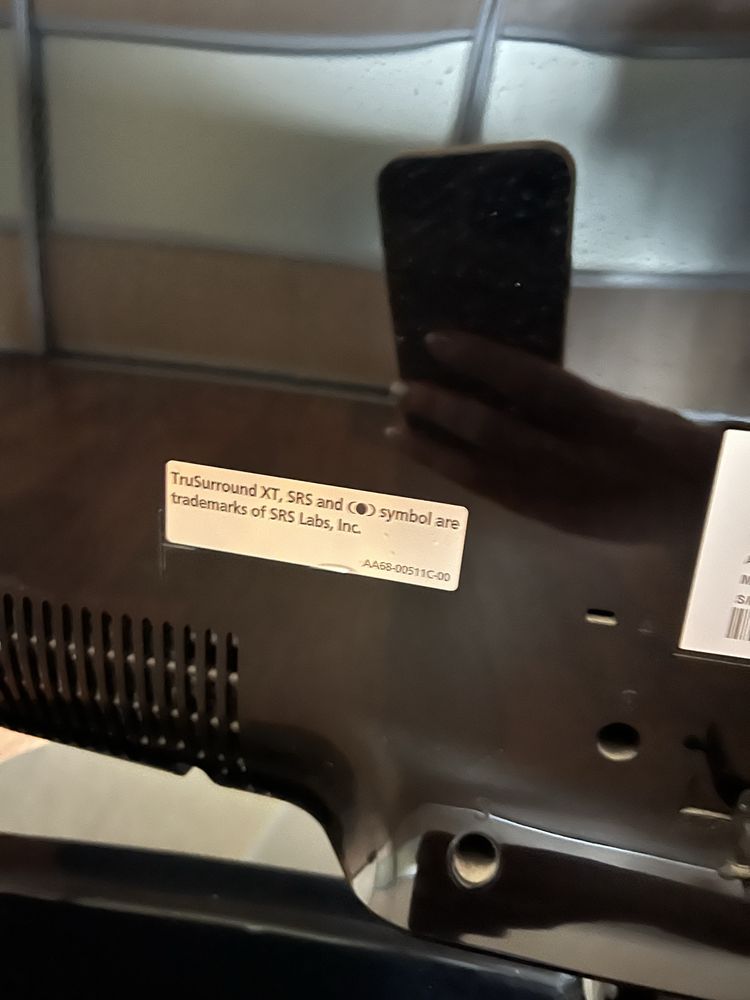 TruSurround XT, SRS and (●) symbol are
trademarks of SRS Labs, Inc.
AA68-00511C-00